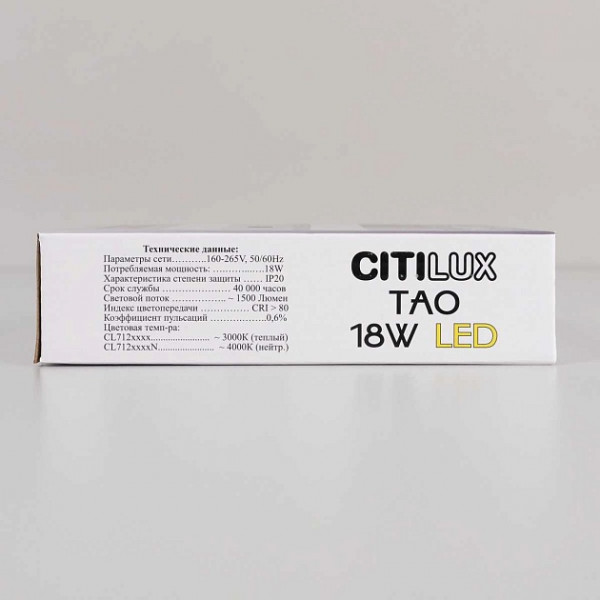 Технические данные:
Параметры сети...........160-265V, 50/60Hz
Потребляемая мощность: ................18W
Характеристика степени защиты ...... IP20
Срок службы ........................ 40 000 часов
Световой поток ................. ~ 1500 Люмен
Индекс цветопередачи ............... CRI > 80
Коэффициент пульсаций ..................0,6%
Цветовая темп-ра:
CL712xxxx...................... ~ 3000K (теплый)
CL712xxxxN.................... ~ 4000K (нейтр.)
CITILUX
TAO
18W LED